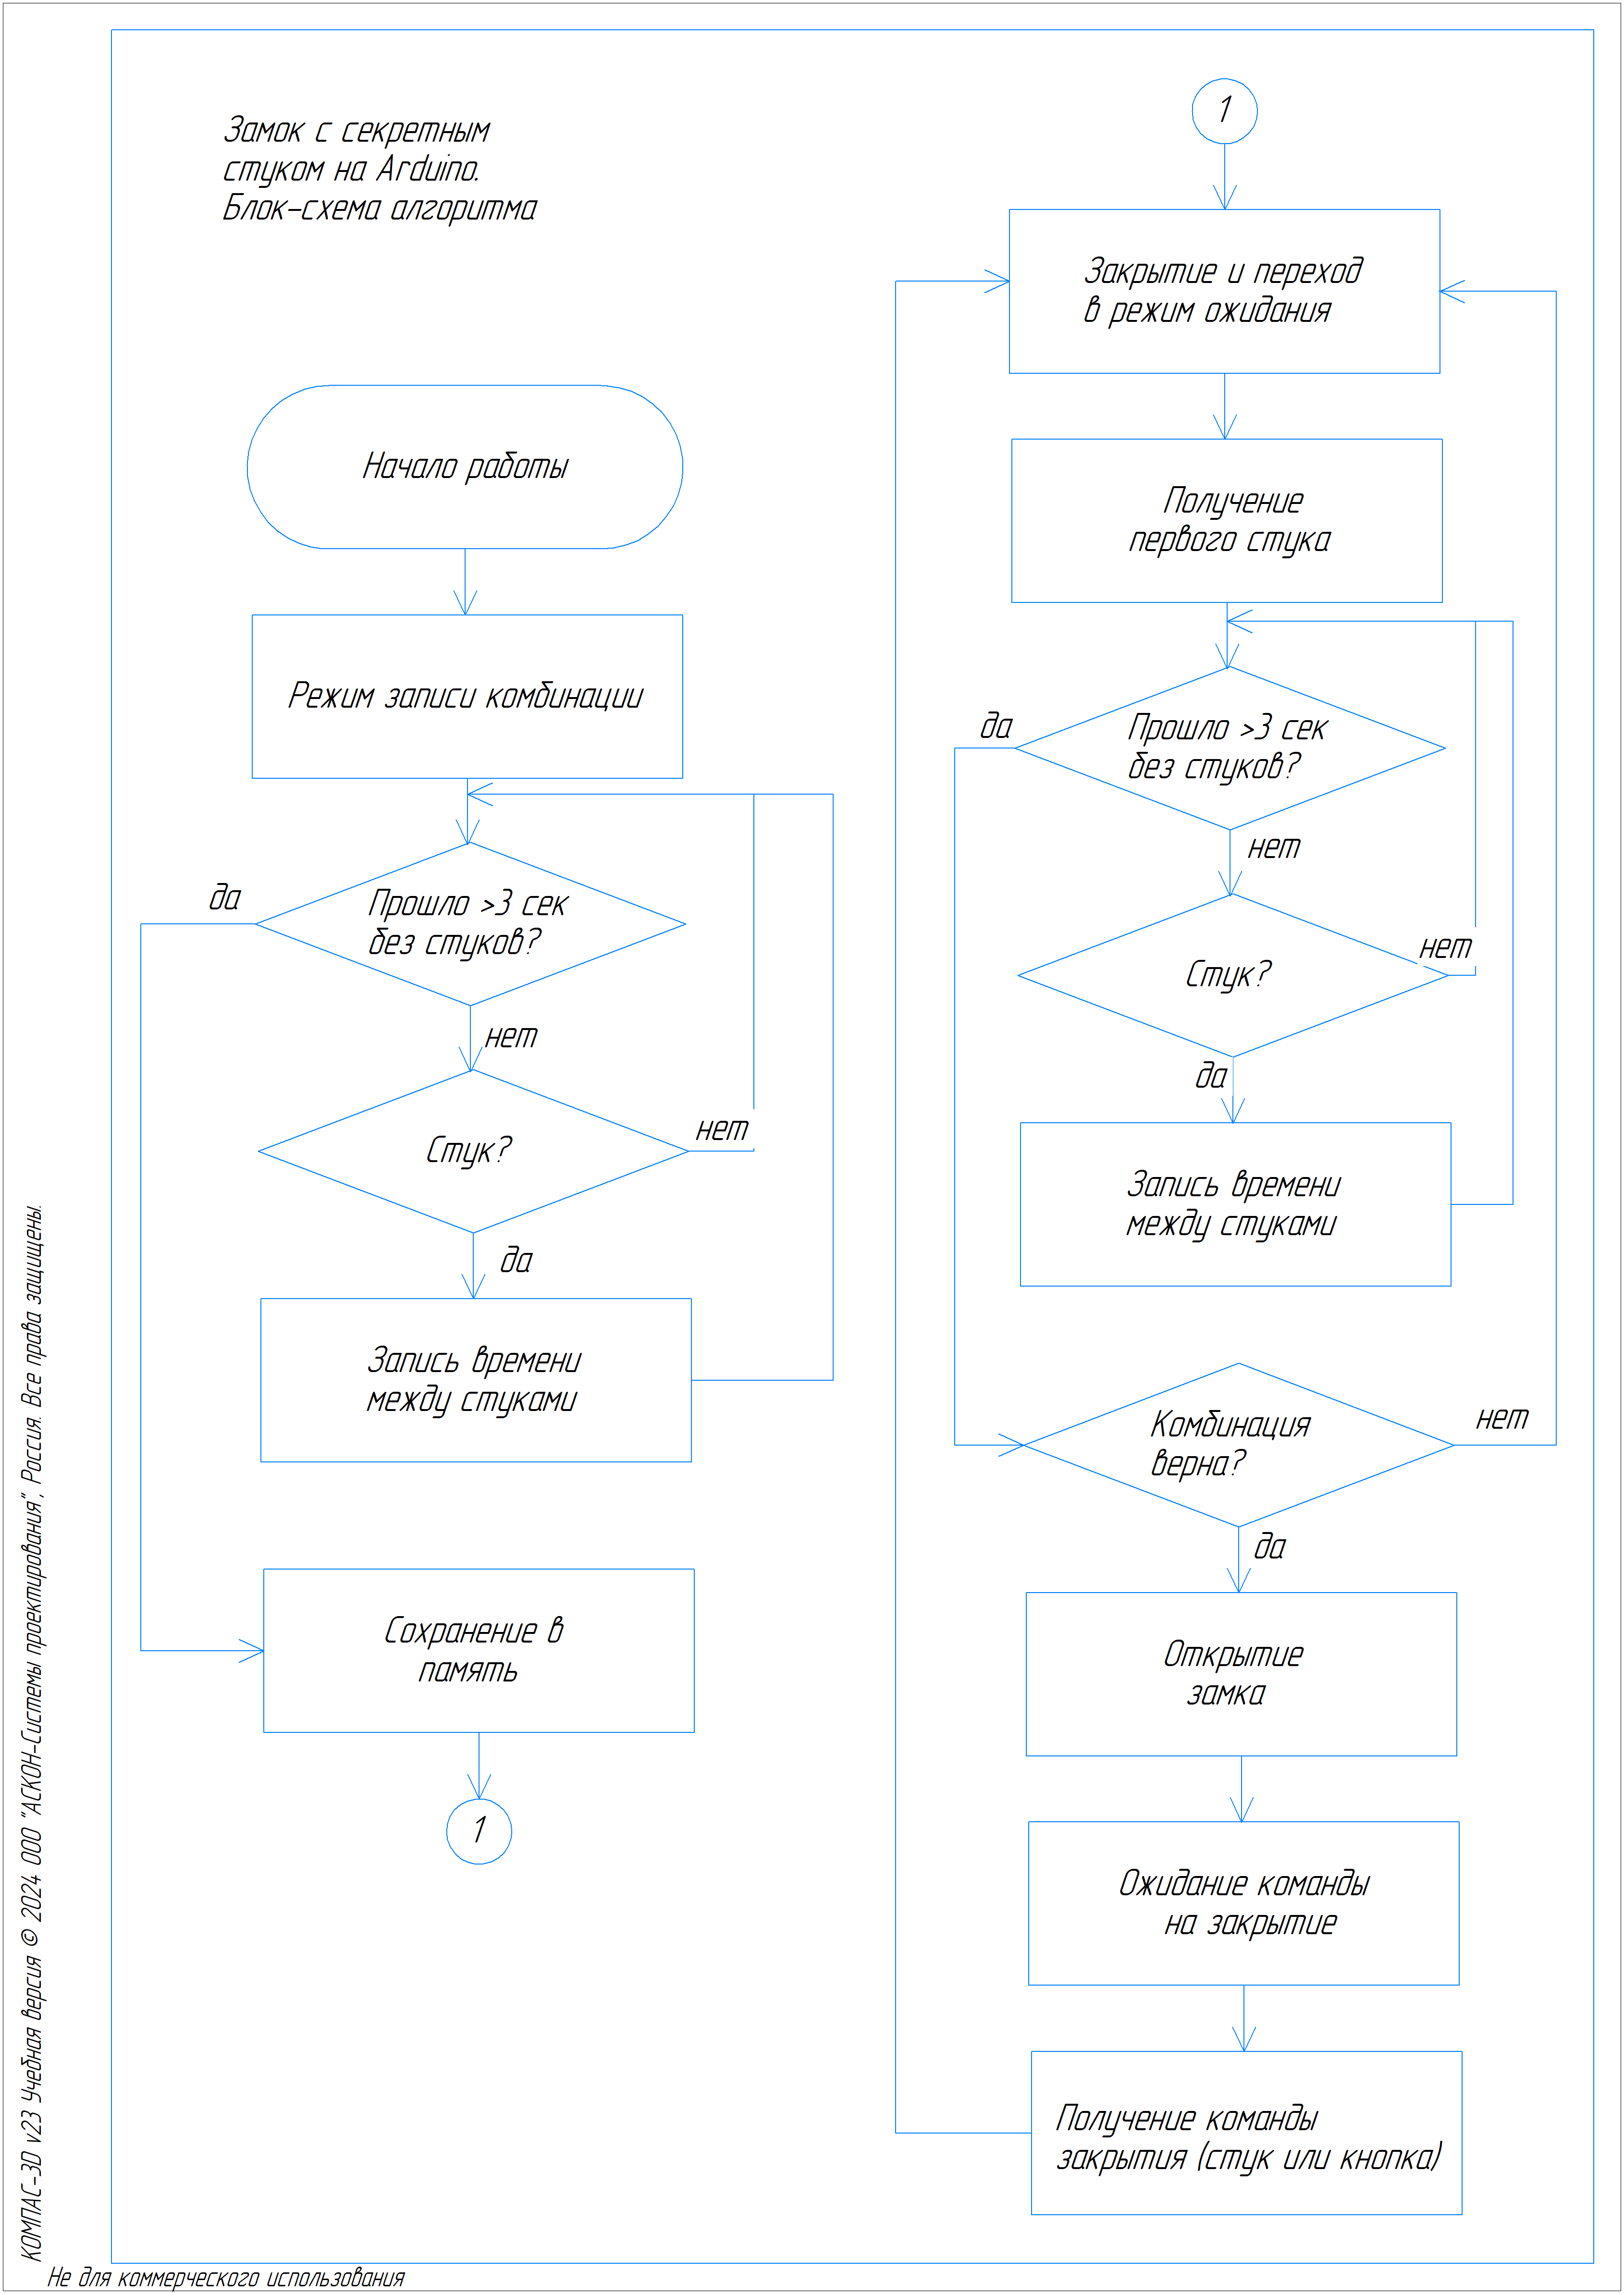 Замок с секретным
стуком на Arduino.
Блок-схема алгоритма
Начало работы
Режим записи комбинации
Прошло >3 сек
без стуков?
да
нет
Стук?
нет
да
Запись времени
между стуками
Сохранение в
память
1
1
Закрытие и переход
в режим ожидания
Получение
первого стука
Прошло >3 сек
без стуков?
да
нет
Стук?
нет
да
Запись времени
между стуками
Комбинация
верна?
нет
да
Открытие
замка
Ожидание команды
на закрытие
Получение команды
закрытия (стук или кнопка)
КОМПАС-3D v23 Учебная версия © 2024 ООО "АСКОН-Системы проектирования", Россия. Все права защищены.
Не для коммерческого использования